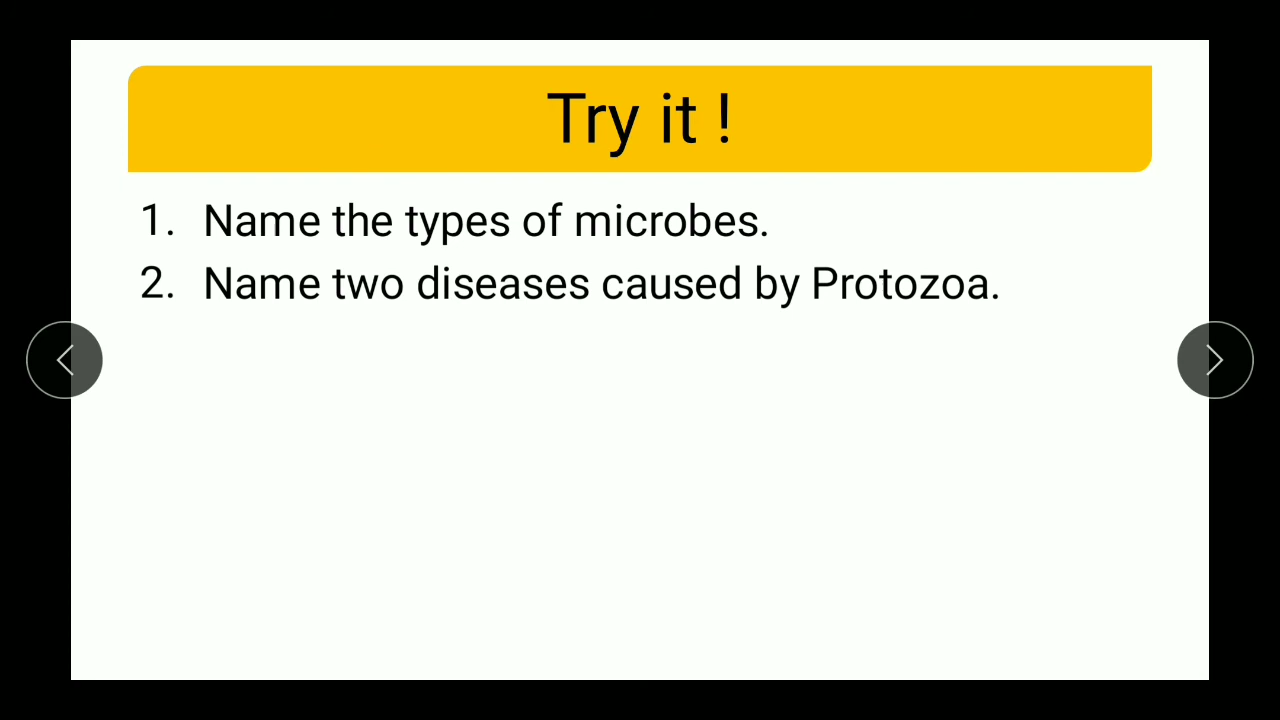 Try it !
1. Name the types of microbes.
2. Name two diseases caused by Protozoa.